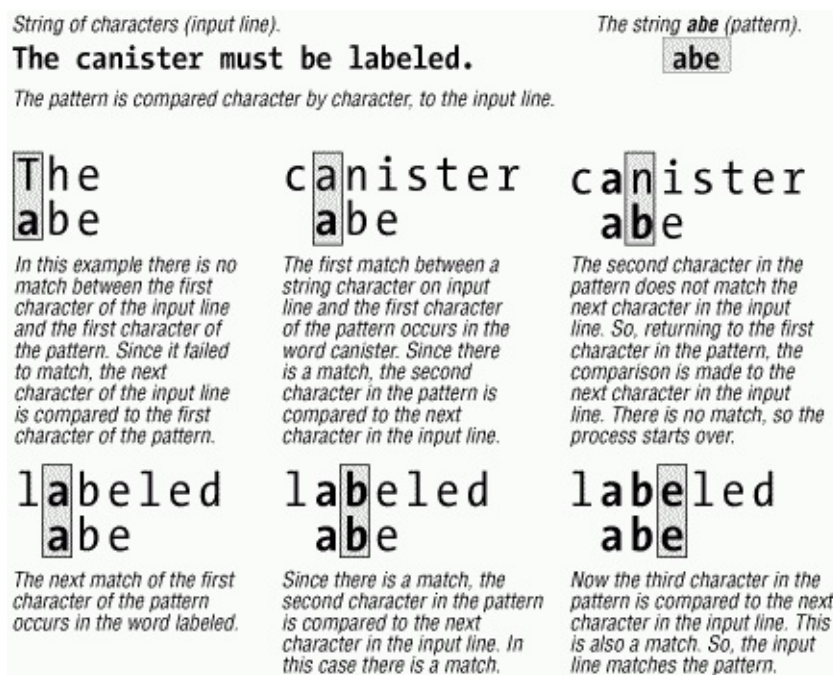 String of characters (input line).
The string abe (pattern).
The canister must be labeled.
abe
The pattern is compared character by character, to the input line.
The
abe
In this example there is no
match between the first
character of the input line
and the first character of
the pattern. Since it failed
to match, the next
character of the input line
is compared to the first
character of the pattern.
canister
abe
The first match between a
string character on input
line and the first character
of the pattern occurs in the
word canister. Since there
is a match, the second
character in the pattern is
compared to the next
character in the input line.
canister
abe
The second character in the
pattern does not match the
next character in the input
line. So, returning to the first
character in the pattern, the
comparison is made to the
next character in the input
line. There is no match, so the
process starts over.
labeled
abe
The next match of the first
character of the pattern
occurs in the word labeled.
labeled
abe
Since there is a match, the
second character in the pattern
is compared to the next
character in the input line. In
this case there is a match.
labeled
abe
Now the third character in the
pattern is compared to the next
character in the input line. This
is also a match. So, the input
line matches the pattern.